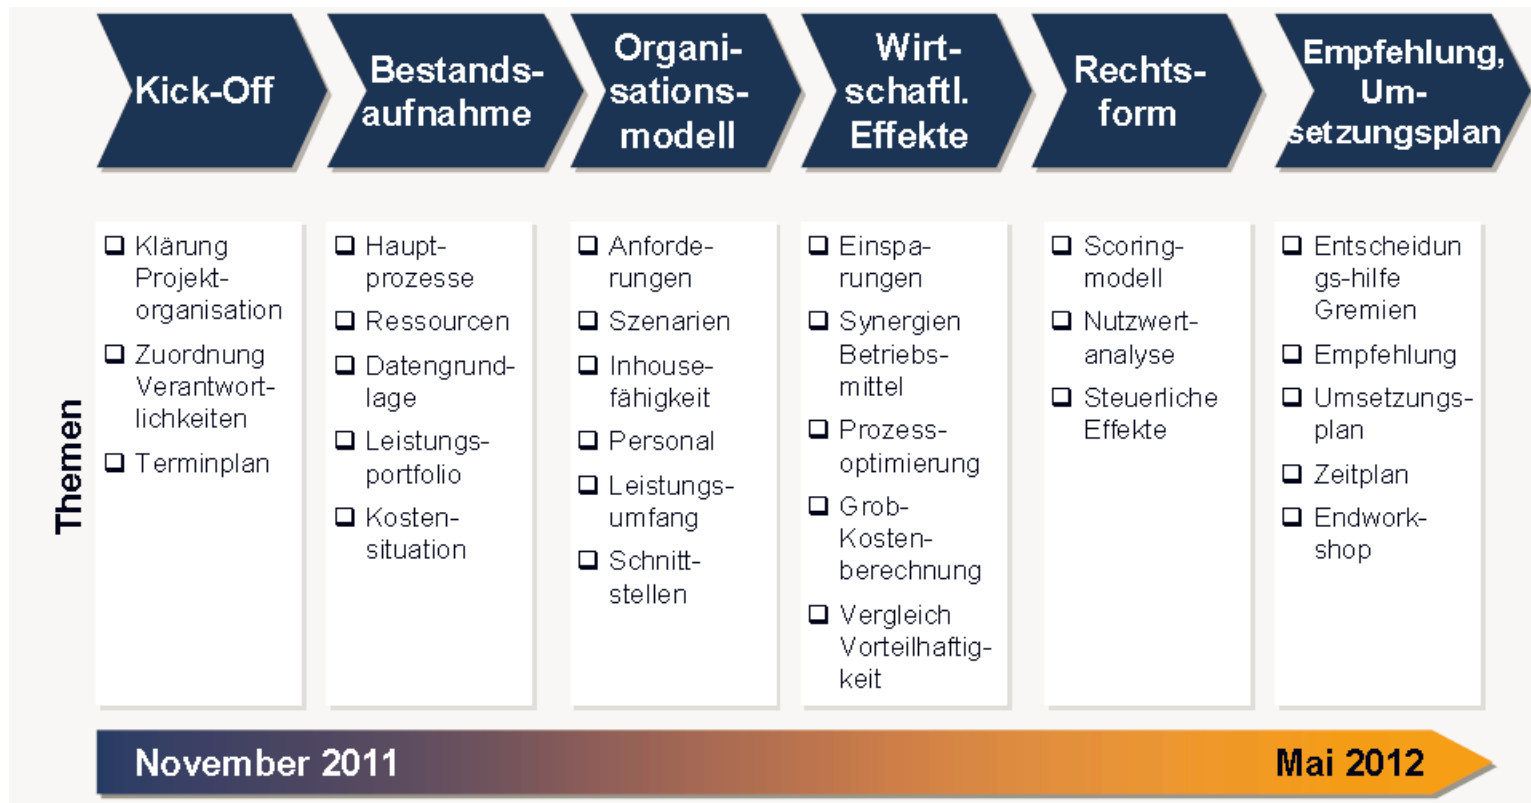 Kick-Off
Bestands-
aufnahme
Organi-
sations-
modell
Wirt-
schaftl.
Effekte
Rechts-
form
Empfehlung,
Um-
setzungsplan
Themen
❑ Klärung
Projekt-
organisation
❑ Zuordnung
Verantwort-
lichkeiten
❑ Terminplan
❑ Haupt-
prozesse
❑ Ressourcen
❑ Datengrund-
lage
❑ Leistungs-
portfolio
❑ Kosten-
situation
❑ Anforde-
rungen
❑ Szenarien
❑ Inhouse-
fähigkeit
❑ Personal
❑ Leistungs-
umfang
❑ Schnitt-
stellen
❑ Einspa-
rungen
❑ Synergien
Betriebs-
mittel
❑ Prozess-
optimierung
❑ Grob-
Kosten-
berechnung
❑ Vergleich
Vorteilhaftig-
keit
❑ Scoring-
modell
❑ Nutzwert-
analyse
❑ Steuerliche
Effekte
❑ Entscheidun
gs-hilfe
Gremien
❑ Empfehlung
❑ Umsetzungs-
plan
❑ Zeitplan
❑ Endwork-
shop
November 2011
Mai 2012